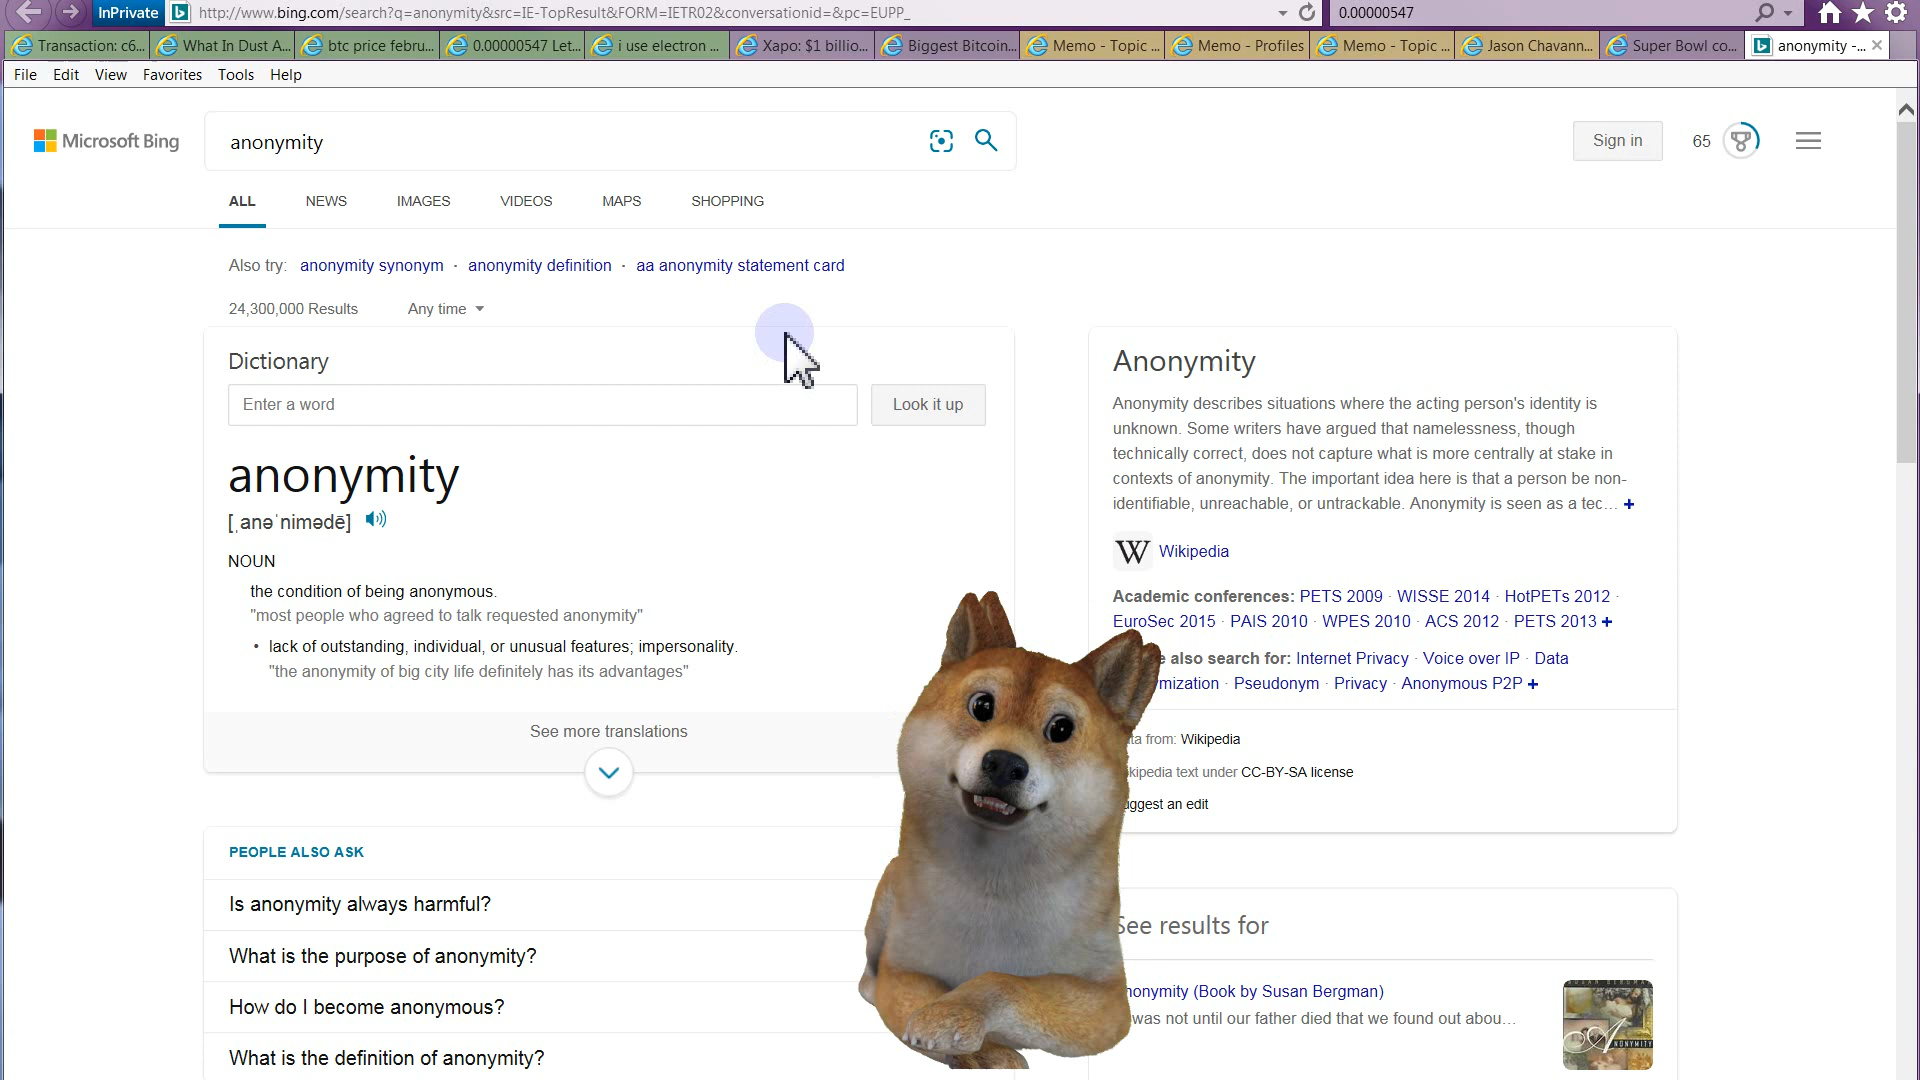 InPrivate http://www.bing.com/search?q=anonymity&src=IE-TopResult&FORM=IETR02&conversationid=&pc=EUPP_ 0.00000547
Transaction: c6... What In Dust A... btc price febru... 0.00000547 Let... i use electron ... Xapo: $1 billio... Biggest Bitcoin... Memo - Topic ... Memo - Profiles Memo - Topic ... Jason Chavann... Super Bowl co... anonymity -...
File Edit View Favorites Tools Help
Microsoft Bing anonymity Sign in 65
ALL NEWS IMAGES VIDEOS MAPS SHOPPING
Also try: anonymity synonym · anonymity definition · aa anonymity statement card
24,300,000 Results Any time
Dictionary
Enter a word Look it up
anonymity
[ˌanəˈnimədē]
NOUN
the condition of being anonymous.
"most people who agreed to talk requested anonymity"
• lack of outstanding, individual, or unusual features; impersonality.
"the anonymity of big city life definitely has its advantages"
See more translations
PEOPLE ALSO ASK
Is anonymity always harmful?
What is the purpose of anonymity?
How do I become anonymous?
What is the definition of anonymity?
Anonymity
Anonymity describes situations where the acting person's identity is
unknown. Some writers have argued that namelessness, though
technically correct, does not capture what is more centrally at stake in
contexts of anonymity. The important idea here is that a person be non-
identifiable, unreachable, or untrackable. Anonymity is seen as a tec... +
W Wikipedia
Academic conferences: PETS 2009 · WISSE 2014 · HotPETs 2012 ·
EuroSec 2015 · PAIS 2010 · WPES 2010 · ACS 2012 · PETS 2013 +
also search for: Internet Privacy · Voice over IP · Data
mization · Pseudonym · Privacy · Anonymous P2P +
ta from: Wikipedia
kipedia text under CC-BY-SA license
ggest an edit
See results for
nonymity (Book by Susan Bergman)
was not until our father died that we found out abou...
SUSAN BERGMAN
ANONYMITY